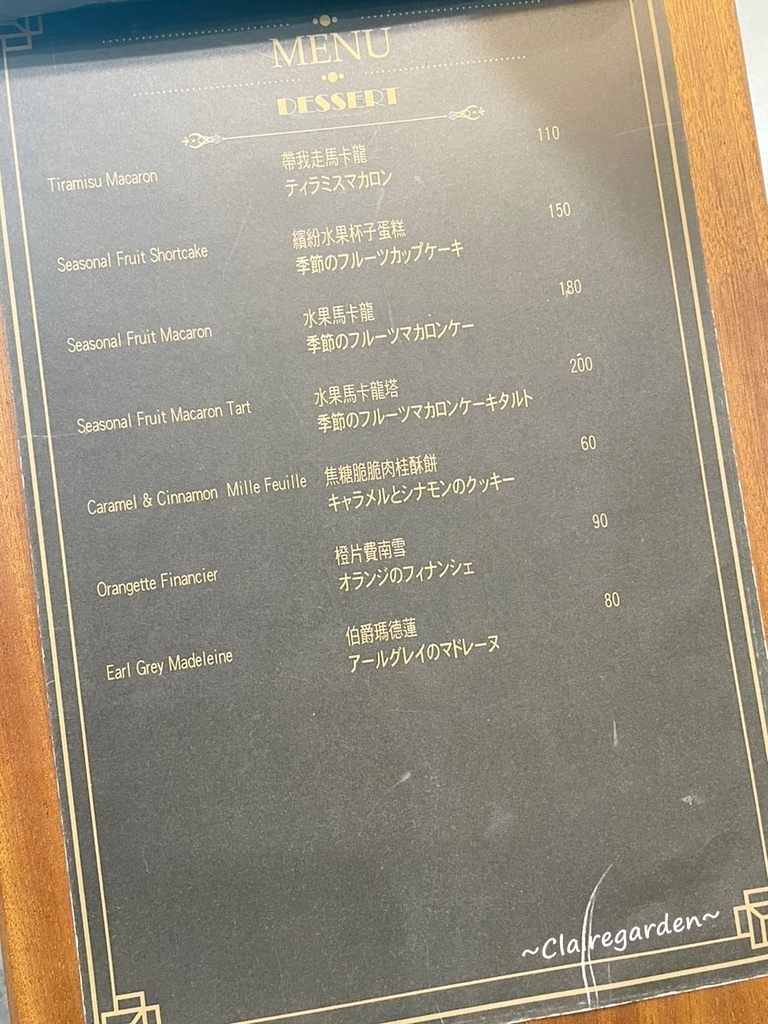 MENU
DESSERT
Tiramisu Macaron 帶我走馬卡龍 110
ティラミスマカロン
Seasonal Fruit Shortcake 繽紛水果杯子蛋糕 150
季節のフルーツカップケーキ
Seasonal Fruit Macaron 水果馬卡龍 180
季節のフルーツマカロンケー
Seasonal Fruit Macaron Tart 水果馬卡龍塔 200
季節のフルーツマカロンケーキタルト
Caramel & Cinnamon Mille Feuille 焦糖脆脆肉桂酥餅 60
キャラメルとシナモンのクッキー
Orangette Financier 橙片費南雪 90
オランジのフィナンシェ
Earl Grey Madeleine 伯爵瑪德蓮 80
アールグレイのマドレーヌ
~Clairegarden~